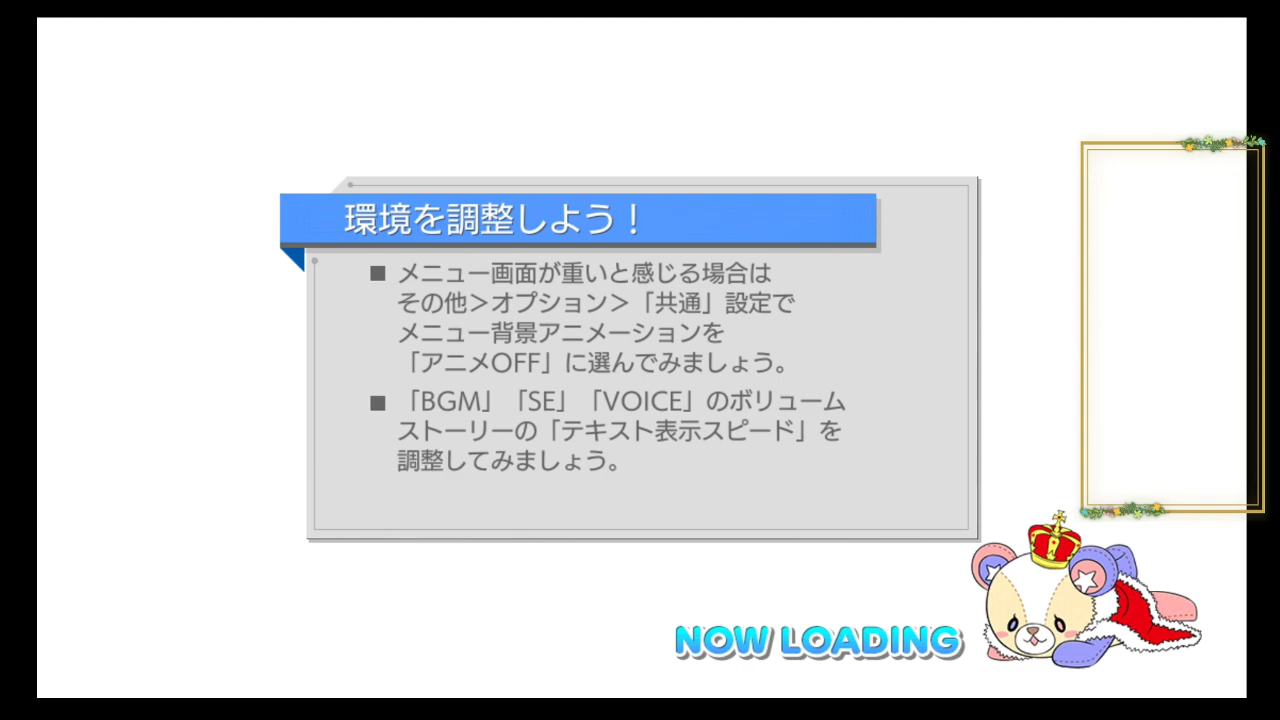 環境を調整しよう！
■ メニュー画面が重いと感じる場合は
その他＞オプション＞「共通」設定で
メニュー背景アニメーションを
「アニメOFF」に選んでみましょう。
■ 「BGM」「SE」「VOICE」のボリューム
ストーリーの「テキスト表示スピード」を
調整してみましょう。
NOW LOADING